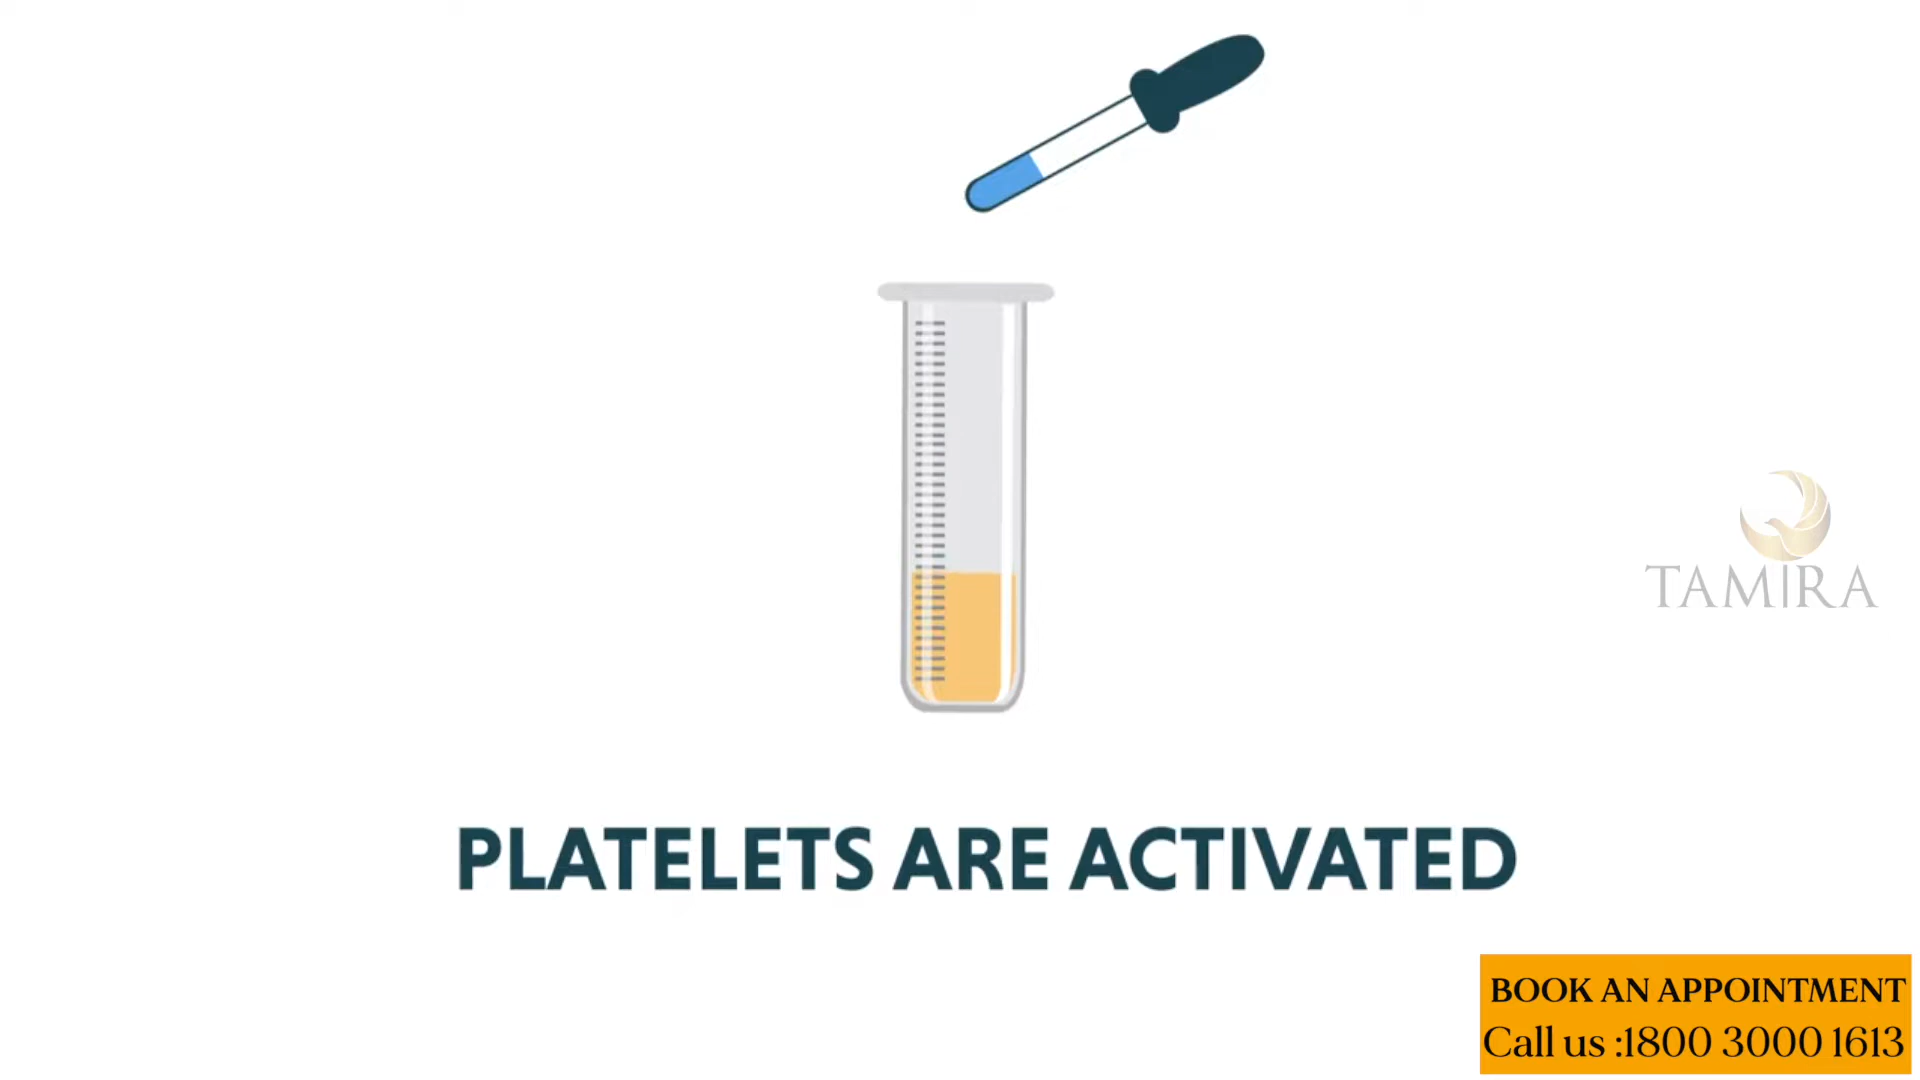 TAMIRA
PLATELETS ARE ACTIVATED
BOOK AN APPOINTMENT
Call us :1800 3000 1613